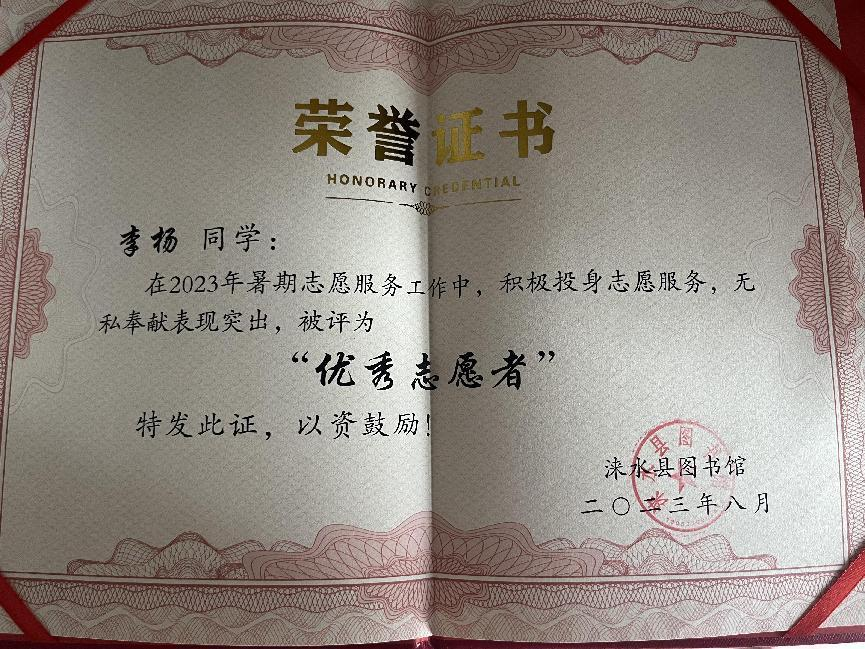 荣誉证书
HONORARY CREDENTIAL
李杨 同学：
在2023年暑期志愿服务工作中，积极投身志愿服务，无
私奉献表现突出，被评为
“优秀志愿者”
特发此证，以资鼓励！
涞水县图书馆
二〇二三年八月